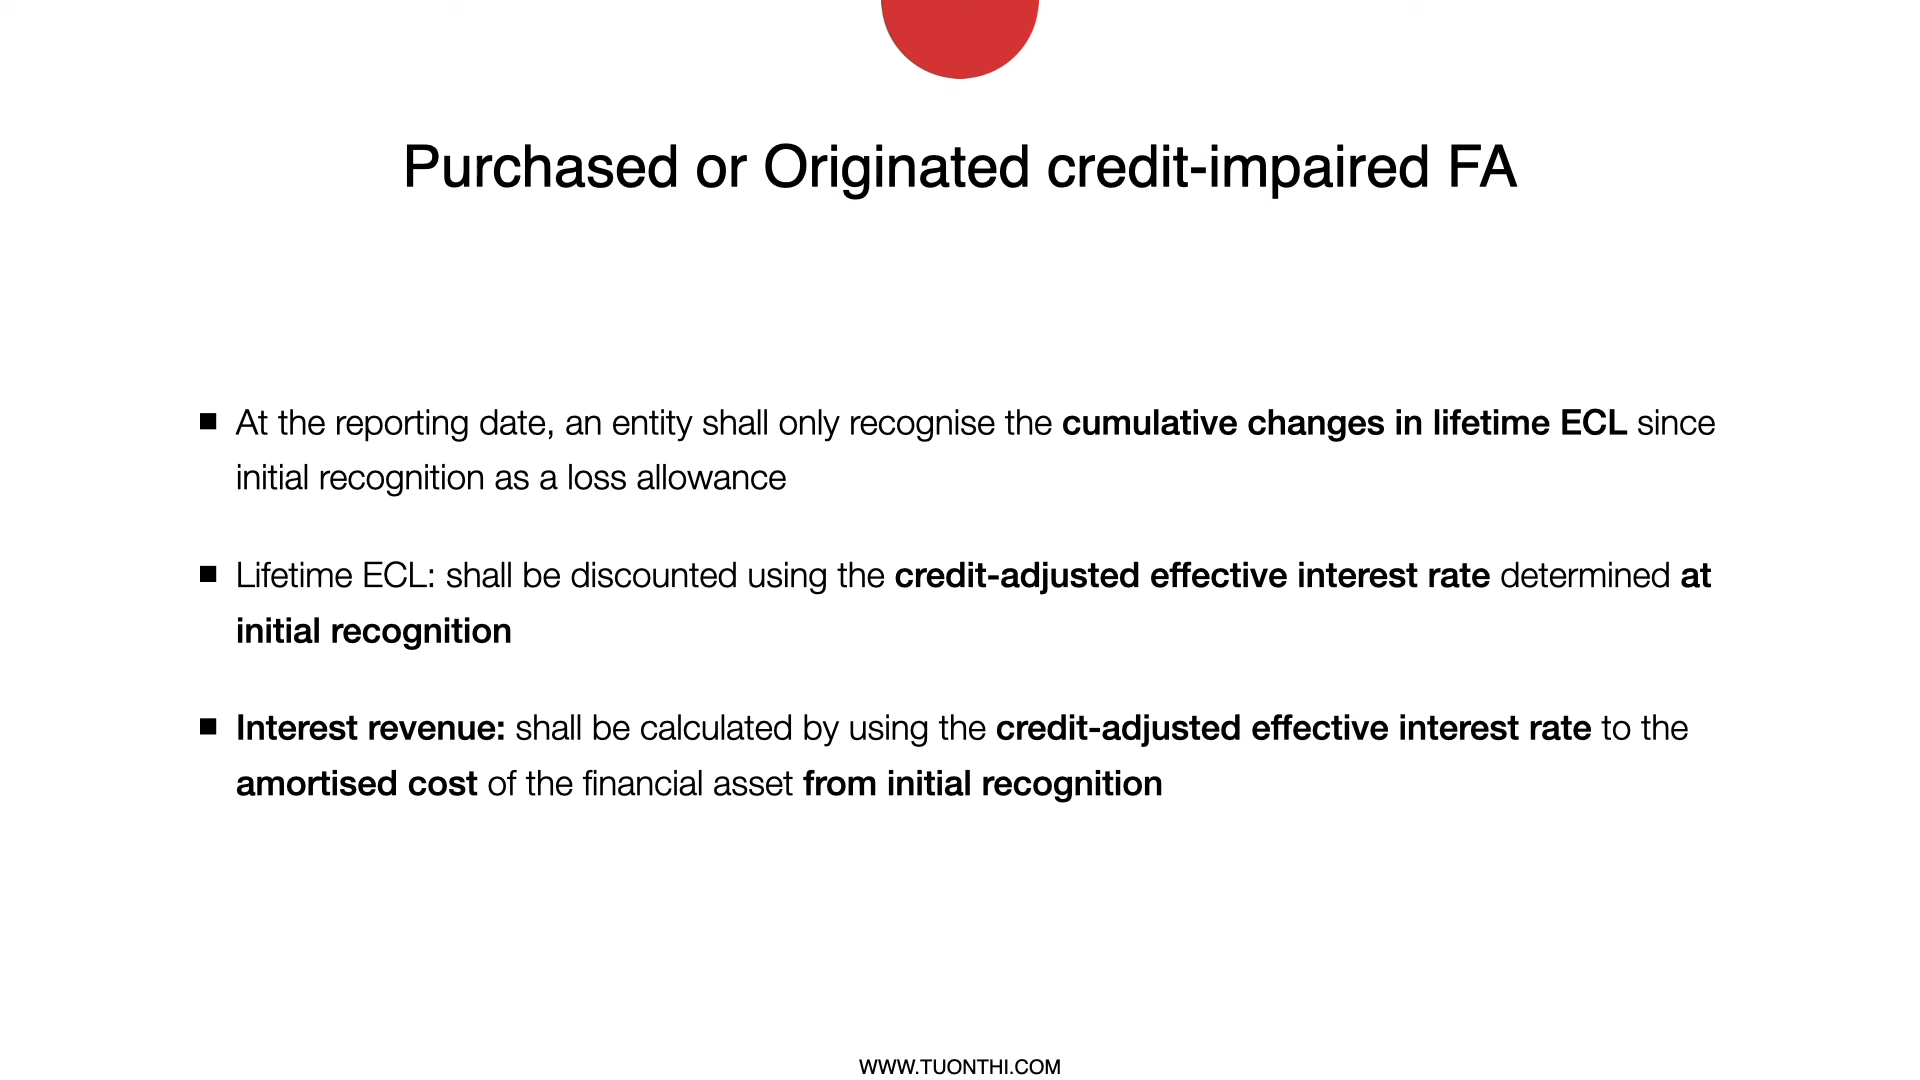 Purchased or Originated credit-impaired FA
At the reporting date, an entity shall only recognise the cumulative changes in lifetime ECL since
initial recognition as a loss allowance
Lifetime ECL: shall be discounted using the credit-adjusted effective interest rate determined at
initial recognition
Interest revenue: shall be calculated by using the credit-adjusted effective interest rate to the
amortised cost of the financial asset from initial recognition
WWW.TUONTHI.COM